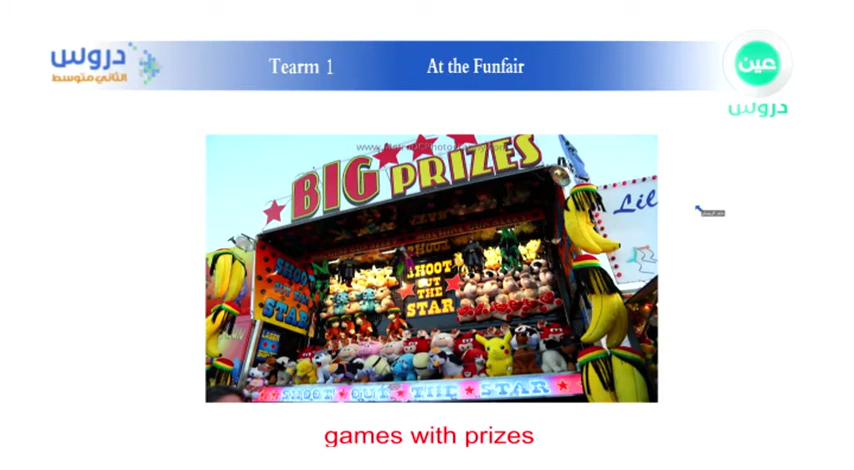 دروس
الثاني متوسط
Tearm 1
At the Funfair
عين
دروس
BIG PRIZES
Lil
SHOOT
OUT
THE
STAR
SHOOT
OUT THE
STAR
SHOOT OUT THE STAR
games with prizes